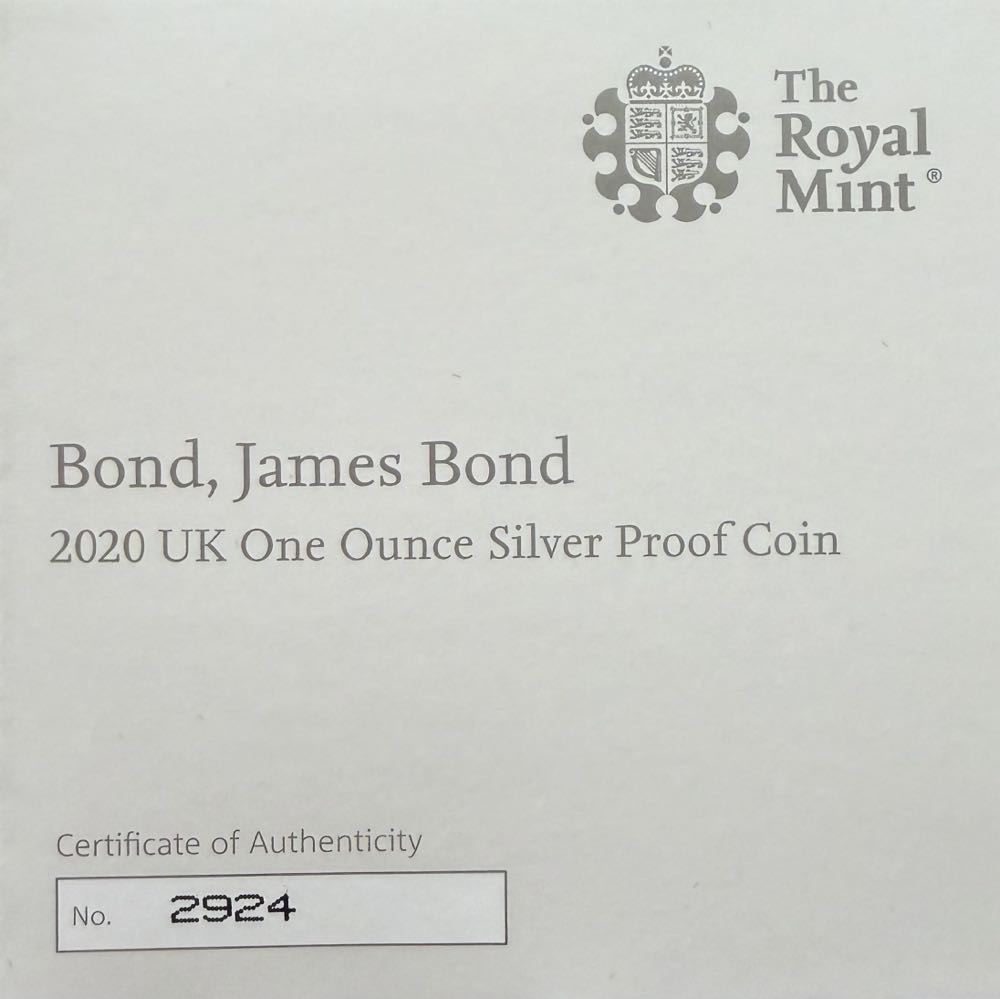 The
Royal
Mint®
Bond, James Bond
2020 UK One Ounce Silver Proof Coin
Certificate of Authenticity
No. 2924